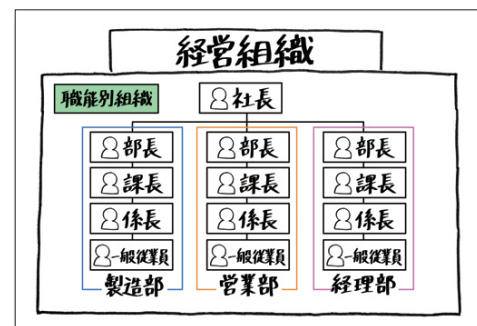 経営組織
職能別組織
社長
部長 部長 部長
課長 課長 課長
係長 係長 係長
一般従業員 一般従業員 一般従業員
製造部 営業部 経理部